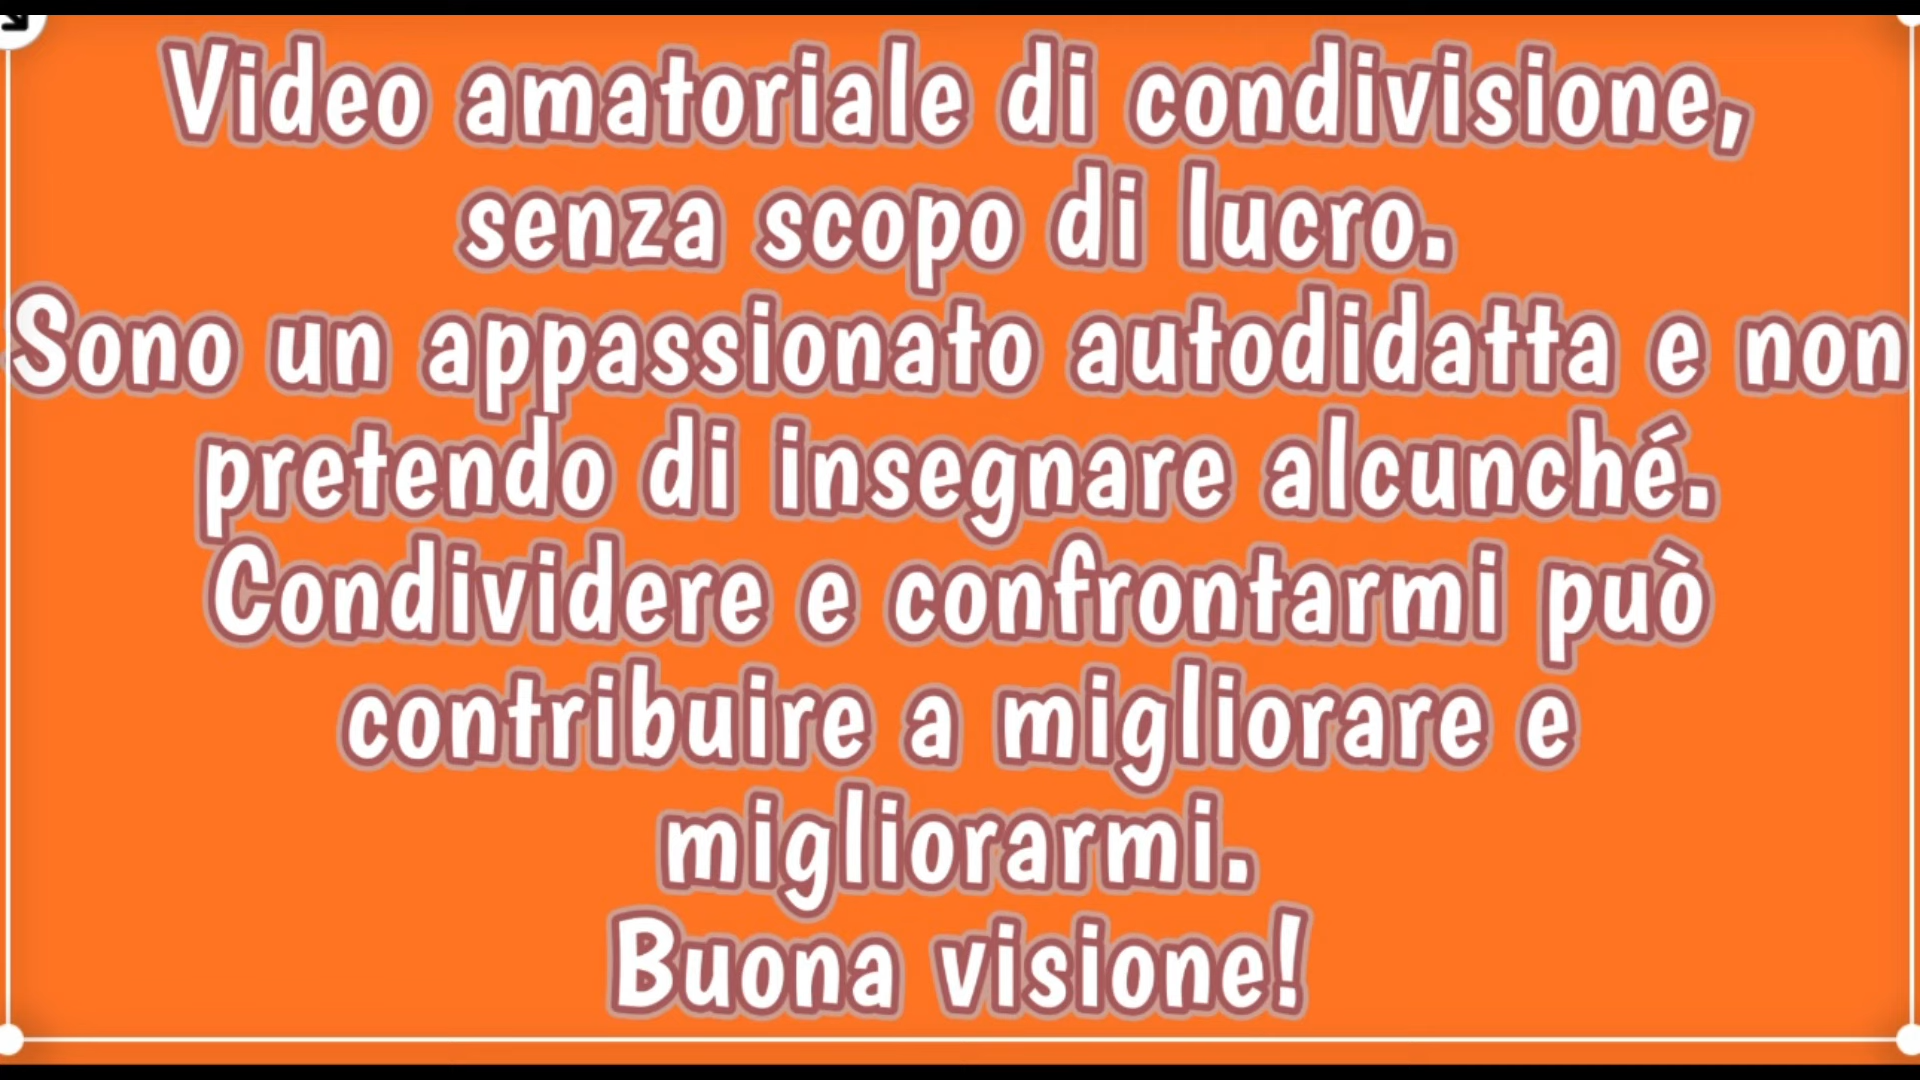 Video amatoriale di condivisione,
senza scopo di lucro.
Sono un appassionato autodidatta e non
pretendo di insegnare alcunché.
Condividere e confrontarmi può
contribuire a migliorare e
migliorarmi.
Buona visione!